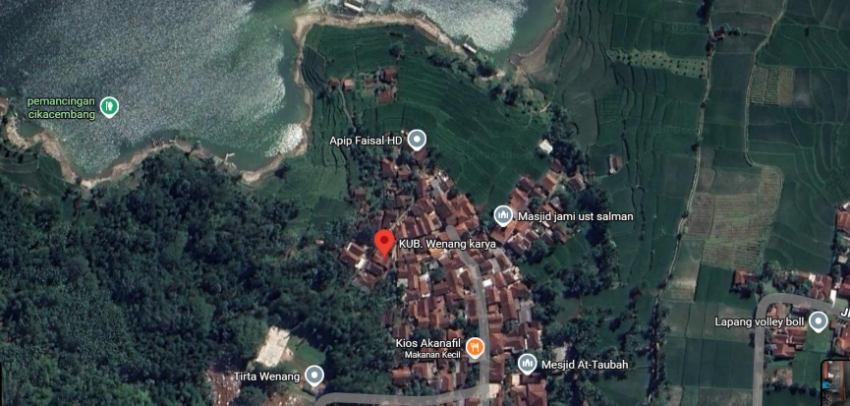 pemancingan
cikacembang
Apip Faisal HD
Masjid jami ust salman
KUB. Wenang karya
Lapang volley boll
Kios Akanafil
Makanan Kecil
Mesjid At-Taubah
Tirta Wenang